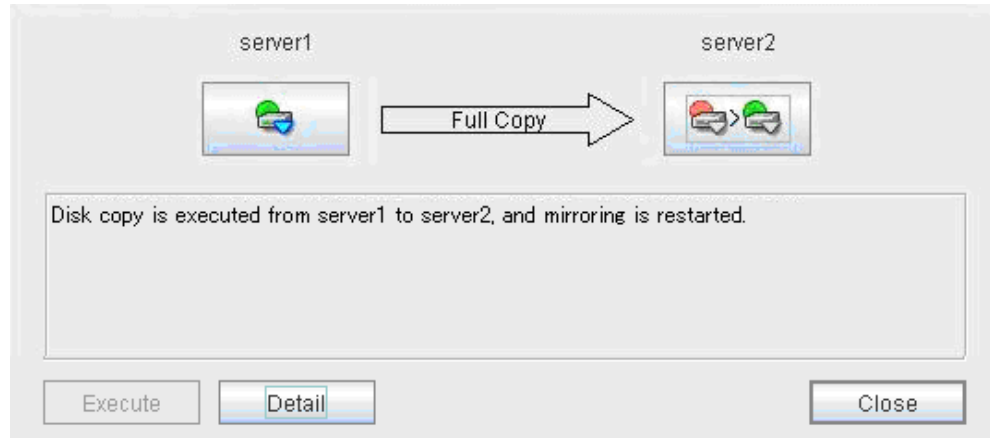 server1 server2
Full Copy
Disk copy is executed from server1 to server2, and mirroring is restarted.
Execute Detail Close